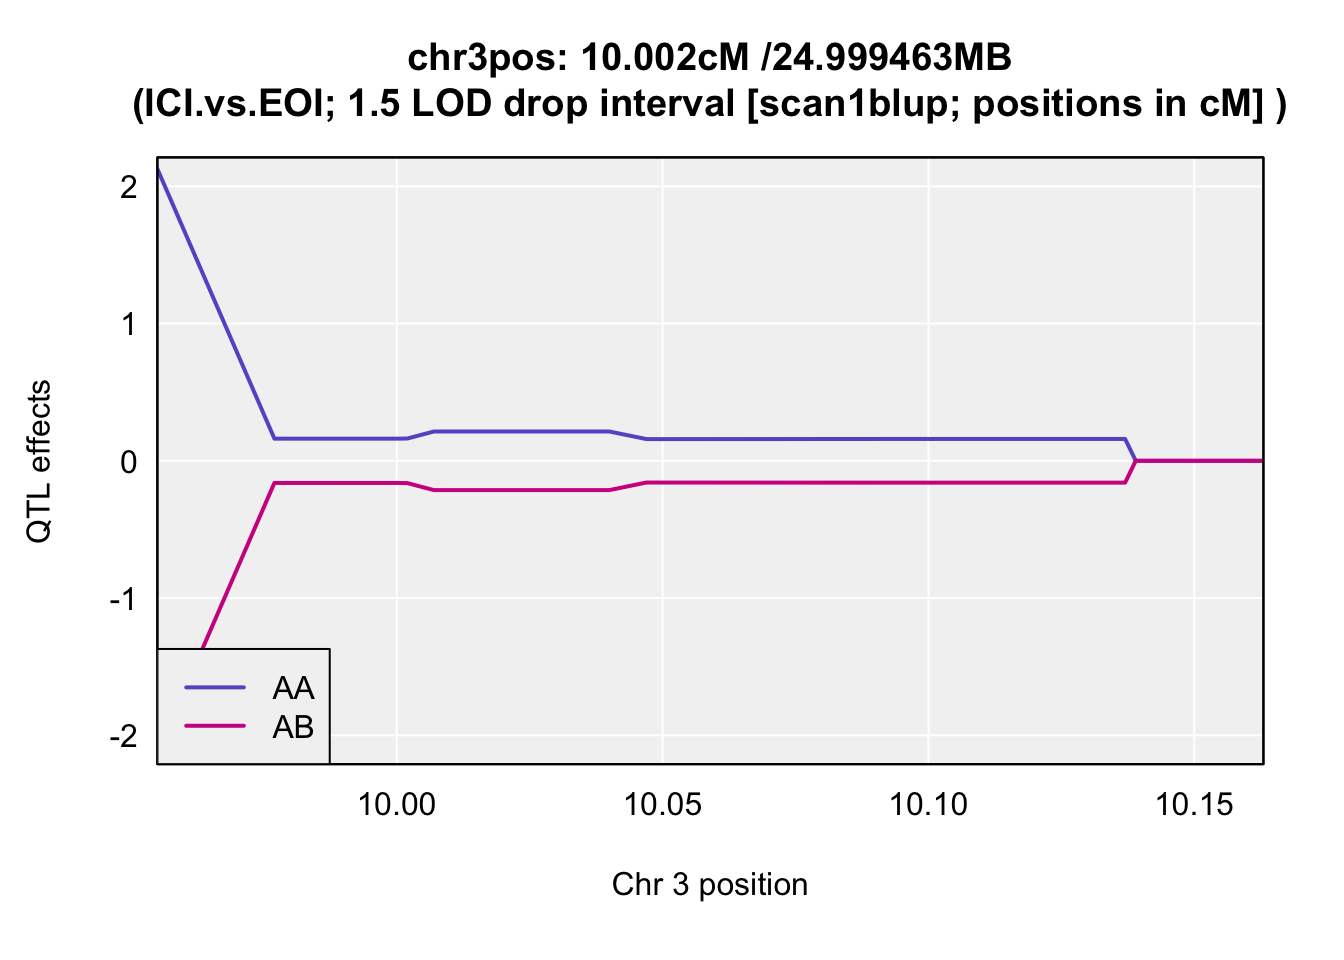 chr3pos: 10.002cM /24.999463MB
(ICI.vs.EOI; 1.5 LOD drop interval [scan1blup; positions in cM] )
QTL effects
2
1
0
-1
-2
AA
AB
10.00 10.05 10.10 10.15
Chr 3 position